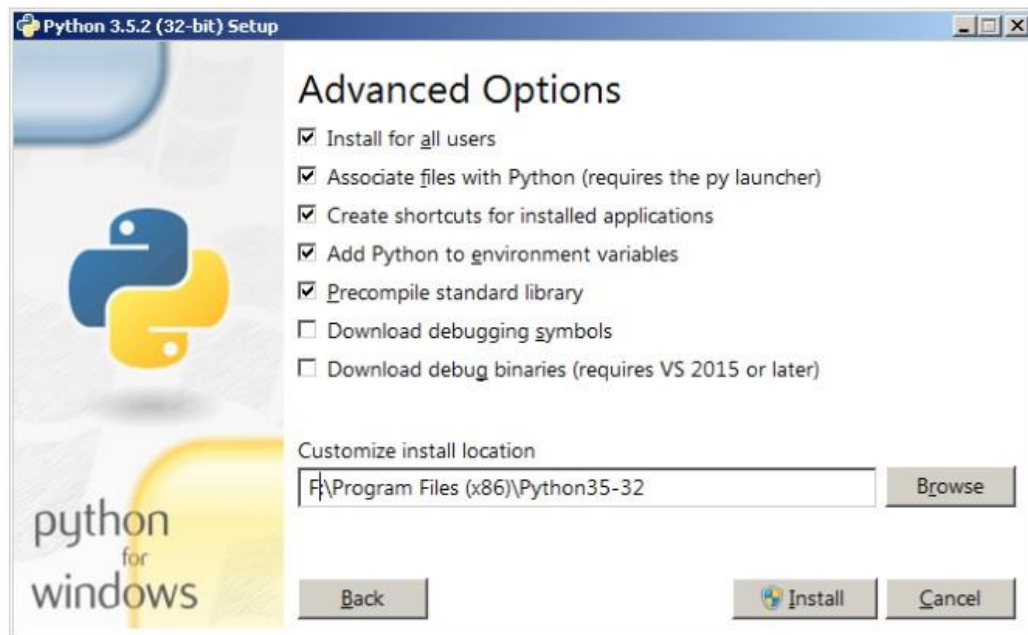 Python 3.5.2 (32-bit) Setup
Advanced Options
Install for all users
Associate files with Python (requires the py launcher)
Create shortcuts for installed applications
Add Python to environment variables
Precompile standard library
Download debugging symbols
Download debug binaries (requires VS 2015 or later)
Customize install location
F:\Program Files (x86)\Python35-32
Browse
python
for
windows
Back
Install
Cancel